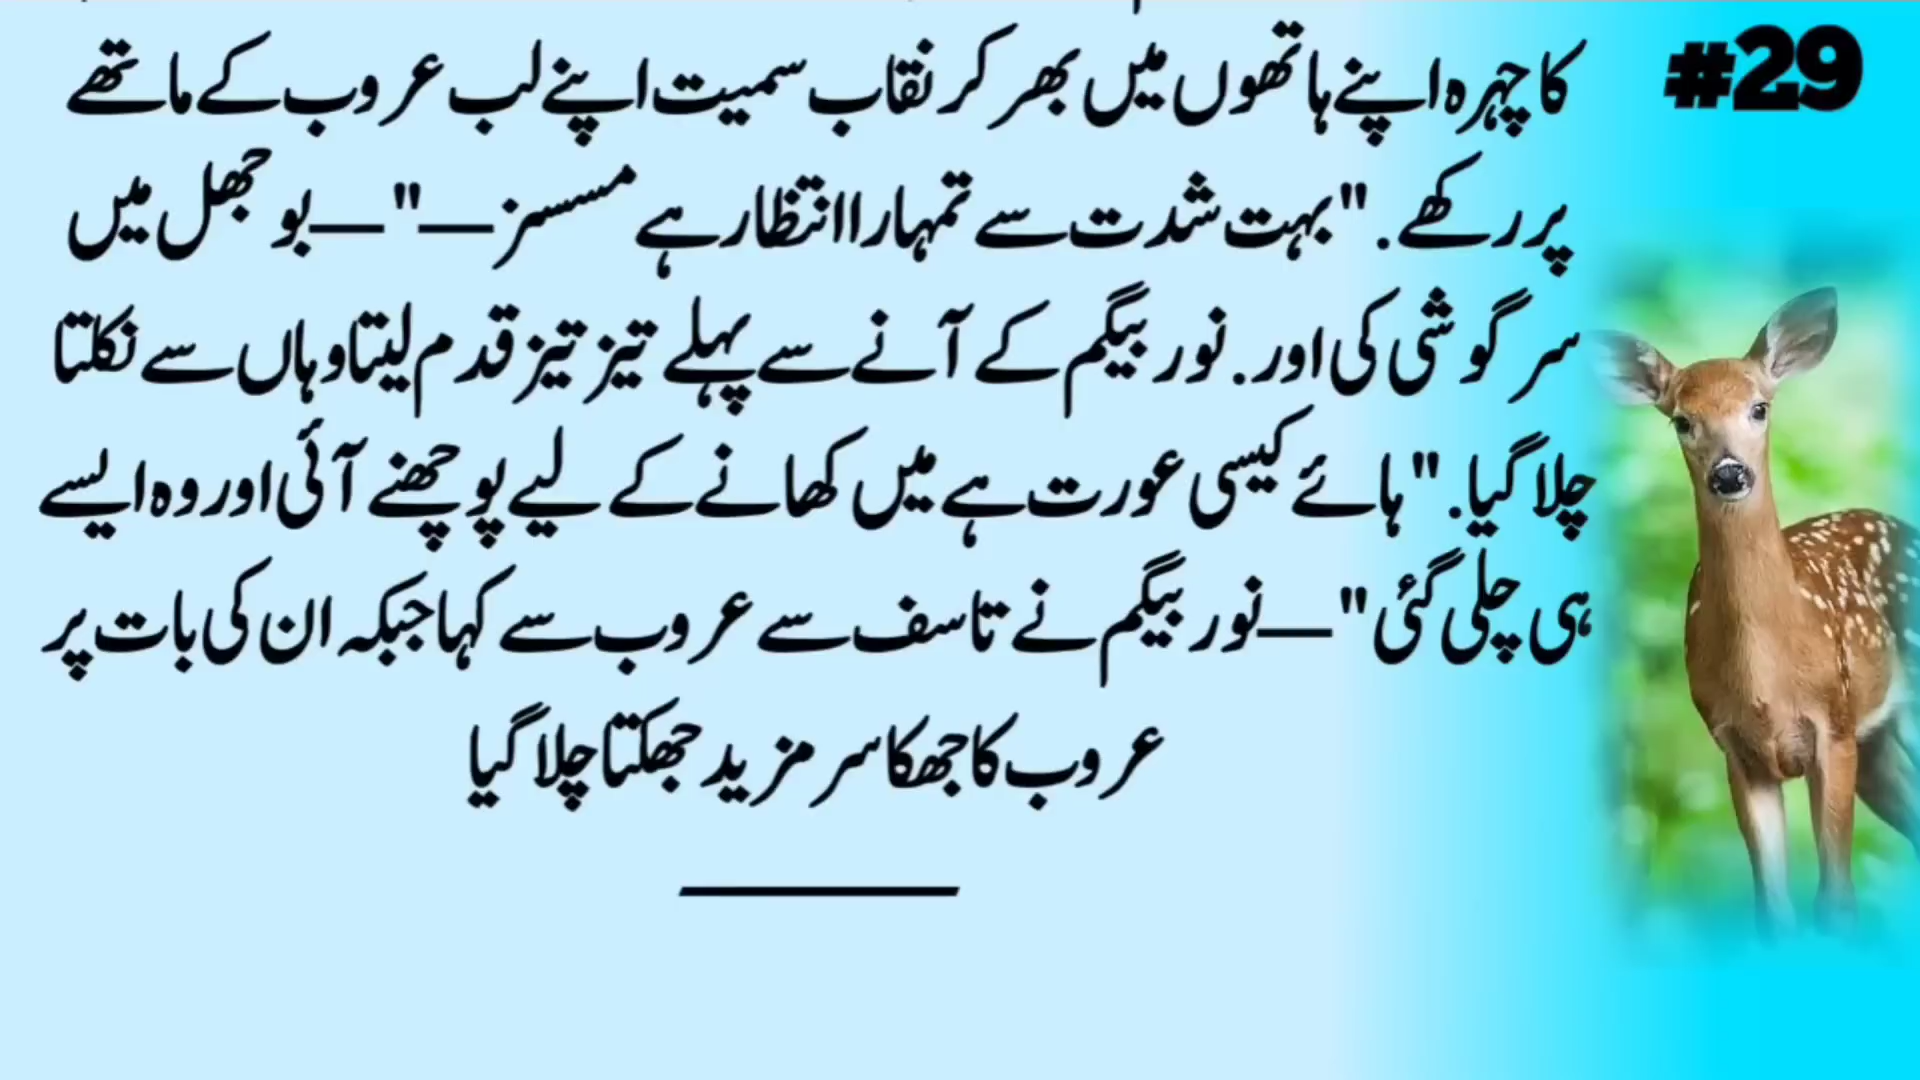 #29
کا چہرہ اپنے ہاتھوں میں بھر کر نقاب سمیت اپنے لب عروب کے ماتھے
پر رکھے. "بہت شدت سے تمہارا انتظار ہے مسسسز—"—بوجھل میں
سرگوشی کی اور. نور بیگم کے آنے سے پہلے تیز تیز قدم لیتا وہاں سے نکلتا
چلا گیا. "ہائے کیسی عورت ہے میں کھانے کے لیے پوچھنے آئی اور وہ ایسے
ہی چلی گئی"—نور بیگم نے تاسف سے عروب سے کہا جبکہ ان کی بات پر
عروب کا جھکا سر مزید جھکتا چلا گیا